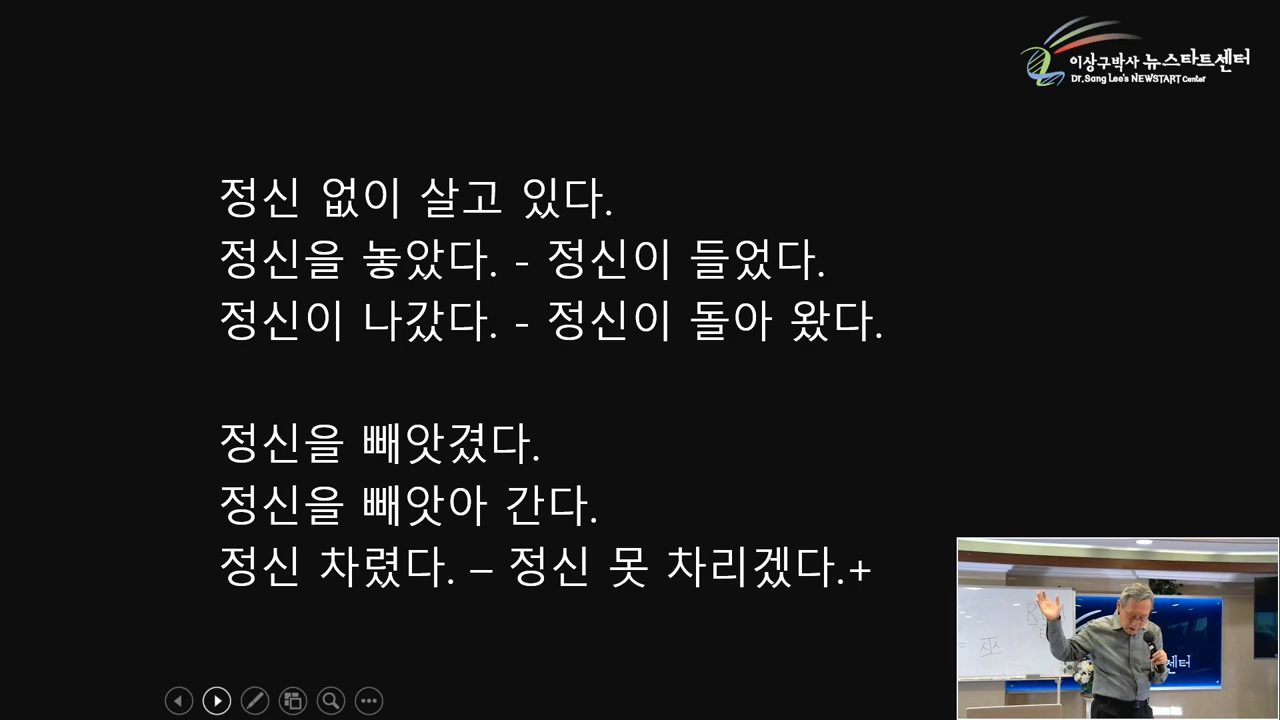 이상구박사 뉴스타트센터
Dr.Sang Lee's NEWSTART Center
정신 없이 살고 있다.
정신을 놓았다. - 정신이 들었다.
정신이 나갔다. - 정신이 돌아 왔다.
정신을 빼앗겼다.
정신을 빼앗아 간다.
정신 차렸다. – 정신 못 차리겠다.+
= 巫
센터